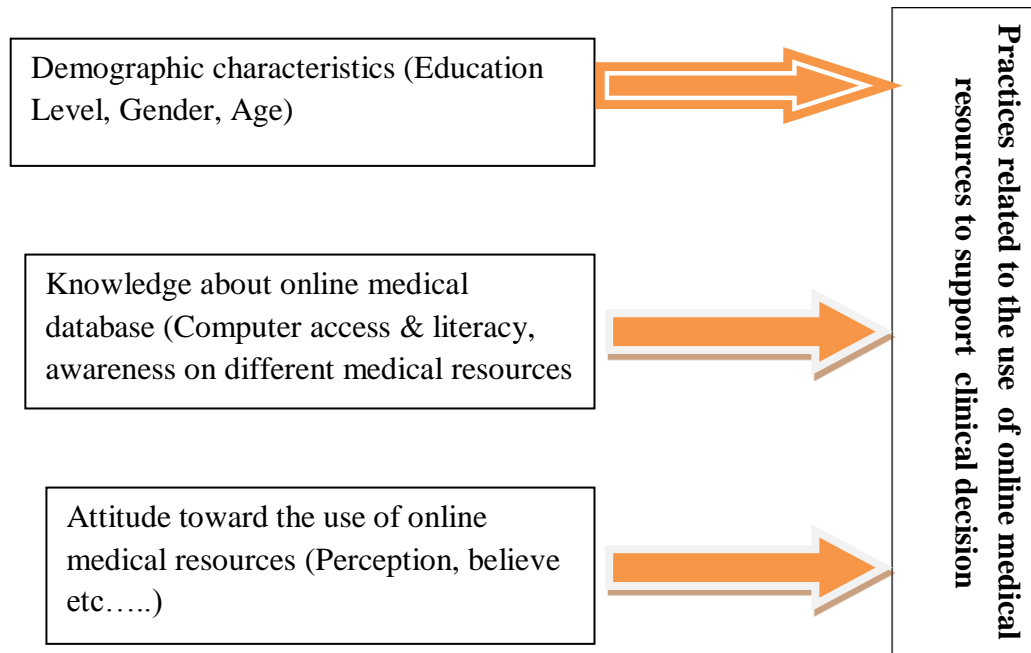 Demographic characteristics (Education
Level, Gender, Age)
Knowledge about online medical
database (Computer access & literacy,
awareness on different medical resources
Attitude toward the use of online
medical resources (Perception, believe
etc…..)
Practices related to the use of online medical
resources to support clinical decision